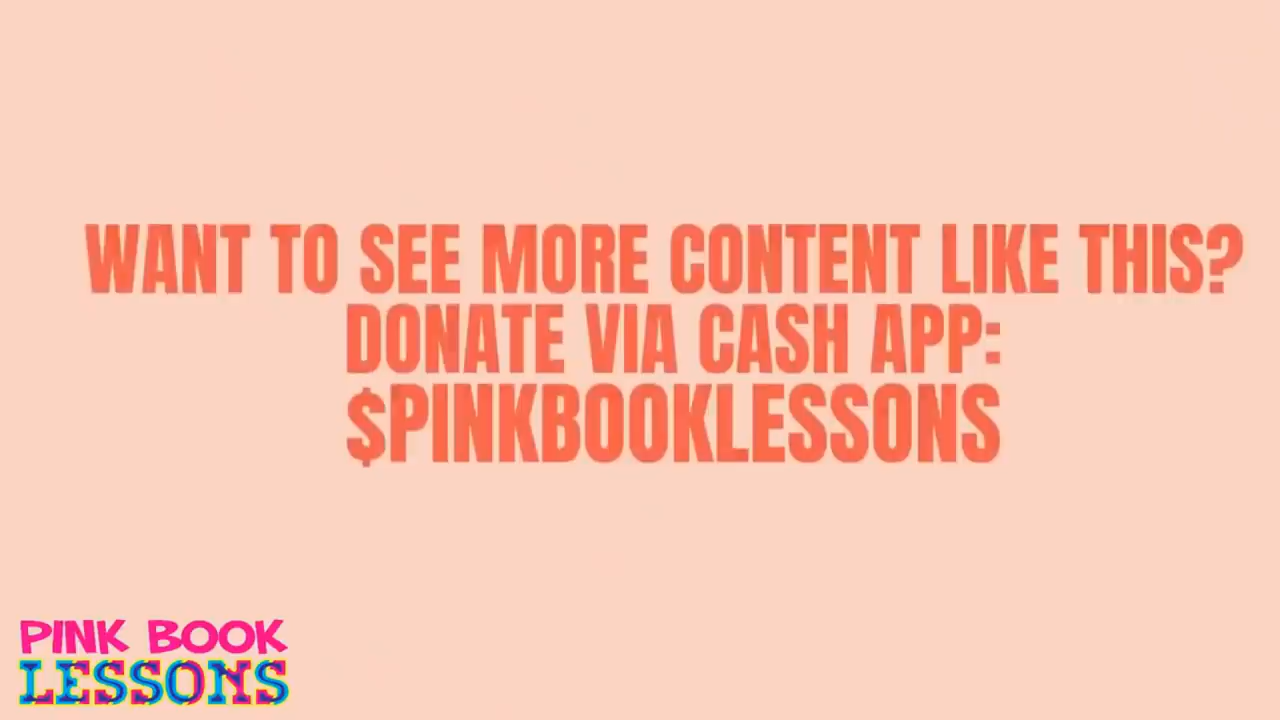 WANT TO SEE MORE CONTENT LIKE THIS?
DONATE VIA CASH APP:
$PINKBOOKLESSONS
PINK BOOK
LESSONS